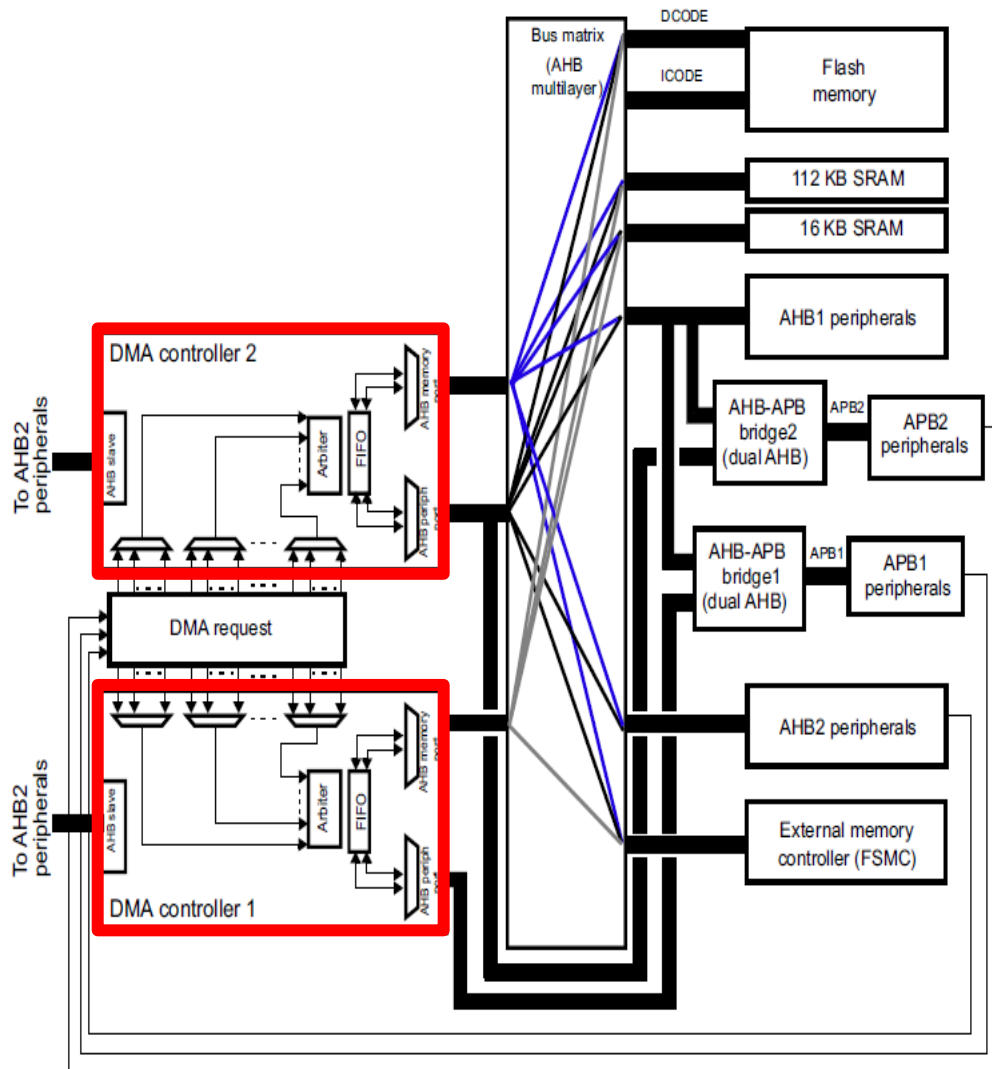 Bus matrix
(AHB
multilayer)
DCODE
ICODE
Flash
memory
112 KB SRAM
16 KB SRAM
AHB1 peripherals
AHB-APB
bridge2
(dual AHB)
APB2
APB2
peripherals
AHB-APB
bridge1
(dual AHB)
APB1
APB1
peripherals
AHB2 peripherals
External memory
controller (FSMC)
To AHB2
peripherals
DMA controller 2
AHB slave
Arbiter
FIFO
AHB memory
port
AHB periph
port
DMA request
To AHB2
peripherals
AHB slave
Arbiter
FIFO
AHB memory
port
AHB periph
DMA controller 1